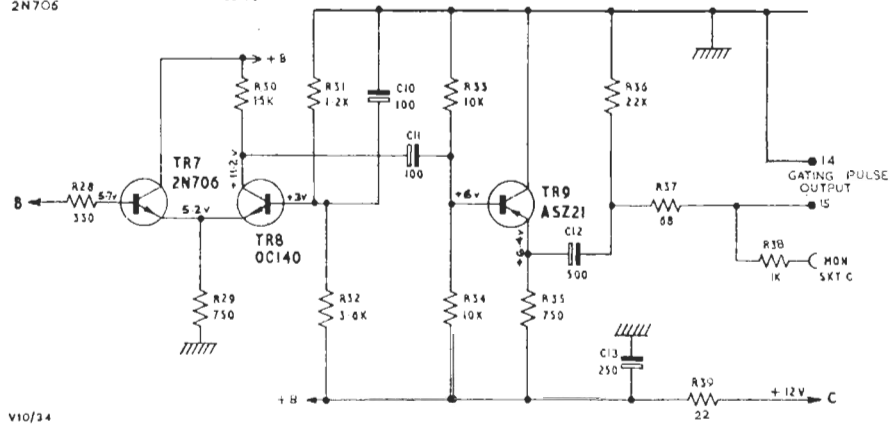 2N706
+B
R30
15K
R31
1·2K
C10
100
R33
10K
R36
22K
C11
100
+11·2v
TR7
2N706
B
R28
330
5·7v
5·2v
TR8
OC140
+3v
+6v
TR9
ASZ21
+6·4v
C12
500
R37
68
14
GATING PULSE
OUTPUT
15
R38
1K
MON
SKT C
R29
750
R32
3·6K
R34
10K
R35
750
C13
250
+B
R39
22
+12V
C
V10/34